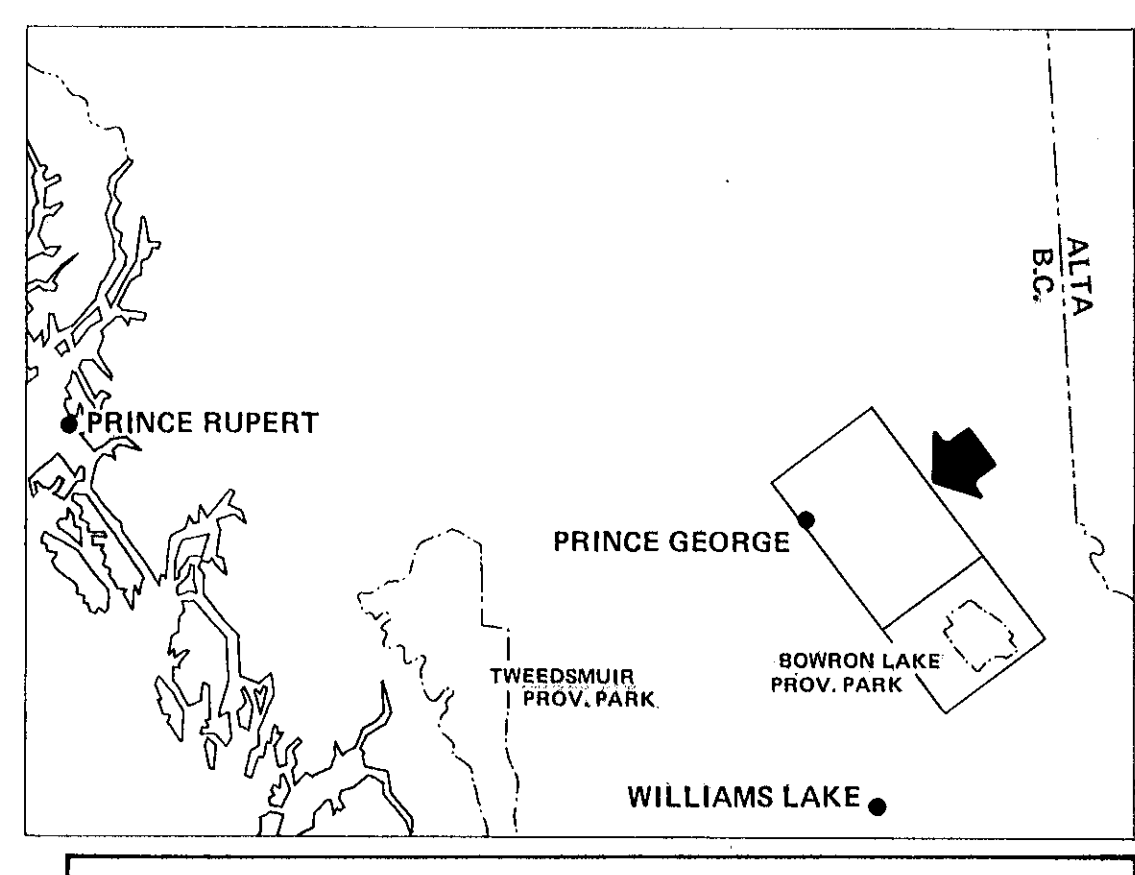 ALTA
B.C.
PRINCE RUPERT
PRINCE GEORGE
BOWRON LAKE
PROV. PARK
TWEEDSMUIR
PROV. PARK
WILLIAMS LAKE